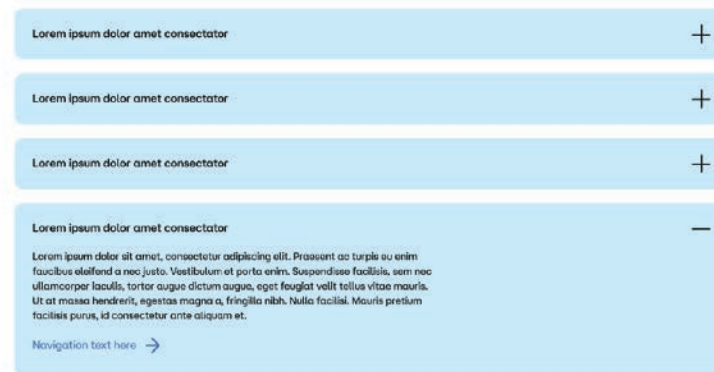 Lorem ipsum dolor amet consectator
Lorem ipsum dolor amet consectator
Lorem ipsum dolor amet consectator
Lorem ipsum dolor amet consectator
Lorem ipsum dolor sit amet, consectetur adipiscing elit. Praesent ac turpis eu enim
faucibus eleifend a nec justo. Vestibulum et porta enim. Suspendisse facilisis, sem nec
ullamcorper iaculis, tortor augue dictum augue, eget feugiat velit tellus vitae mauris.
Ut at massa hendrerit, egestas magna a, fringilla nibh. Nulla facilisi. Mauris pretium
facilisis purus, id consectetur ante aliquam et.
Navigation text here